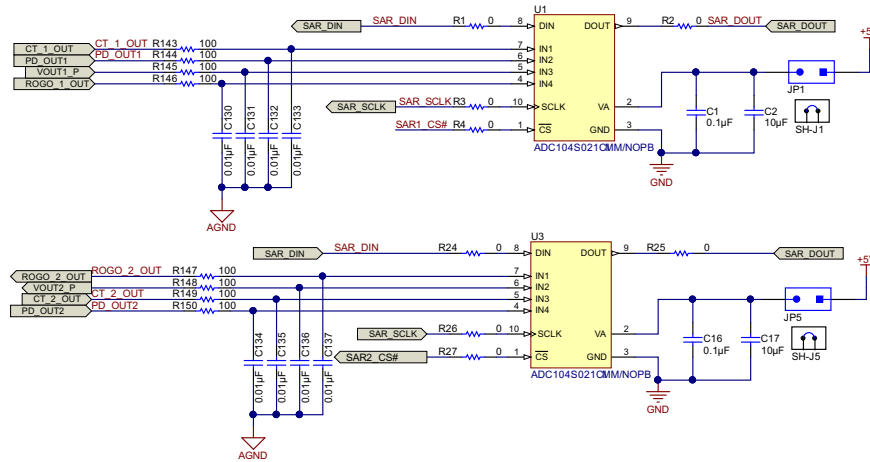 U1
SAR_DIN SAR_DIN R1 0 8 DIN DOUT 9 R2 0 SAR_DOUT SAR_DOUT
+5
CT_1_OUT CT_1_OUT R143 100 7 IN1
PD_OUT1 PD_OUT1 R144 100 6 IN2
VOUT1_P R145 100 5 IN3
ROGO_1_OUT R146 100 4 IN4
JP1
SAR_SCLK SAR_SCLK R3 0 10 SCLK VA 2
C1 0.1µF
C2 10µF
SH-J1
SAR1_CS# R4 0 1 CS GND 3
ADC104S021CIMM/NOPB
C130 0.01µF
C131 0.01µF
C132 0.01µF
C133 0.01µF
GND
AGND
U3
SAR_DIN SAR_DIN R24 0 8 DIN DOUT 9 R25 0 SAR_DOUT
+5V
ROGO_2_OUT ROGO_2_OUT R147 100 7 IN1
VOUT2_P R148 100 6 IN2
CT_2_OUT CT_2_OUT R149 100 5 IN3
PD_OUT2 PD_OUT2 R150 100 4 IN4
JP5
SAR_SCLK R26 0 10 SCLK VA 2
C16 0.1µF
C17 10µF
SH-J5
SAR2_CS# R27 0 1 CS GND 3
ADC104S021CIMM/NOPB
C134 0.01µF
C135 0.01µF
C136 0.01µF
C137 0.01µF
GND
AGND